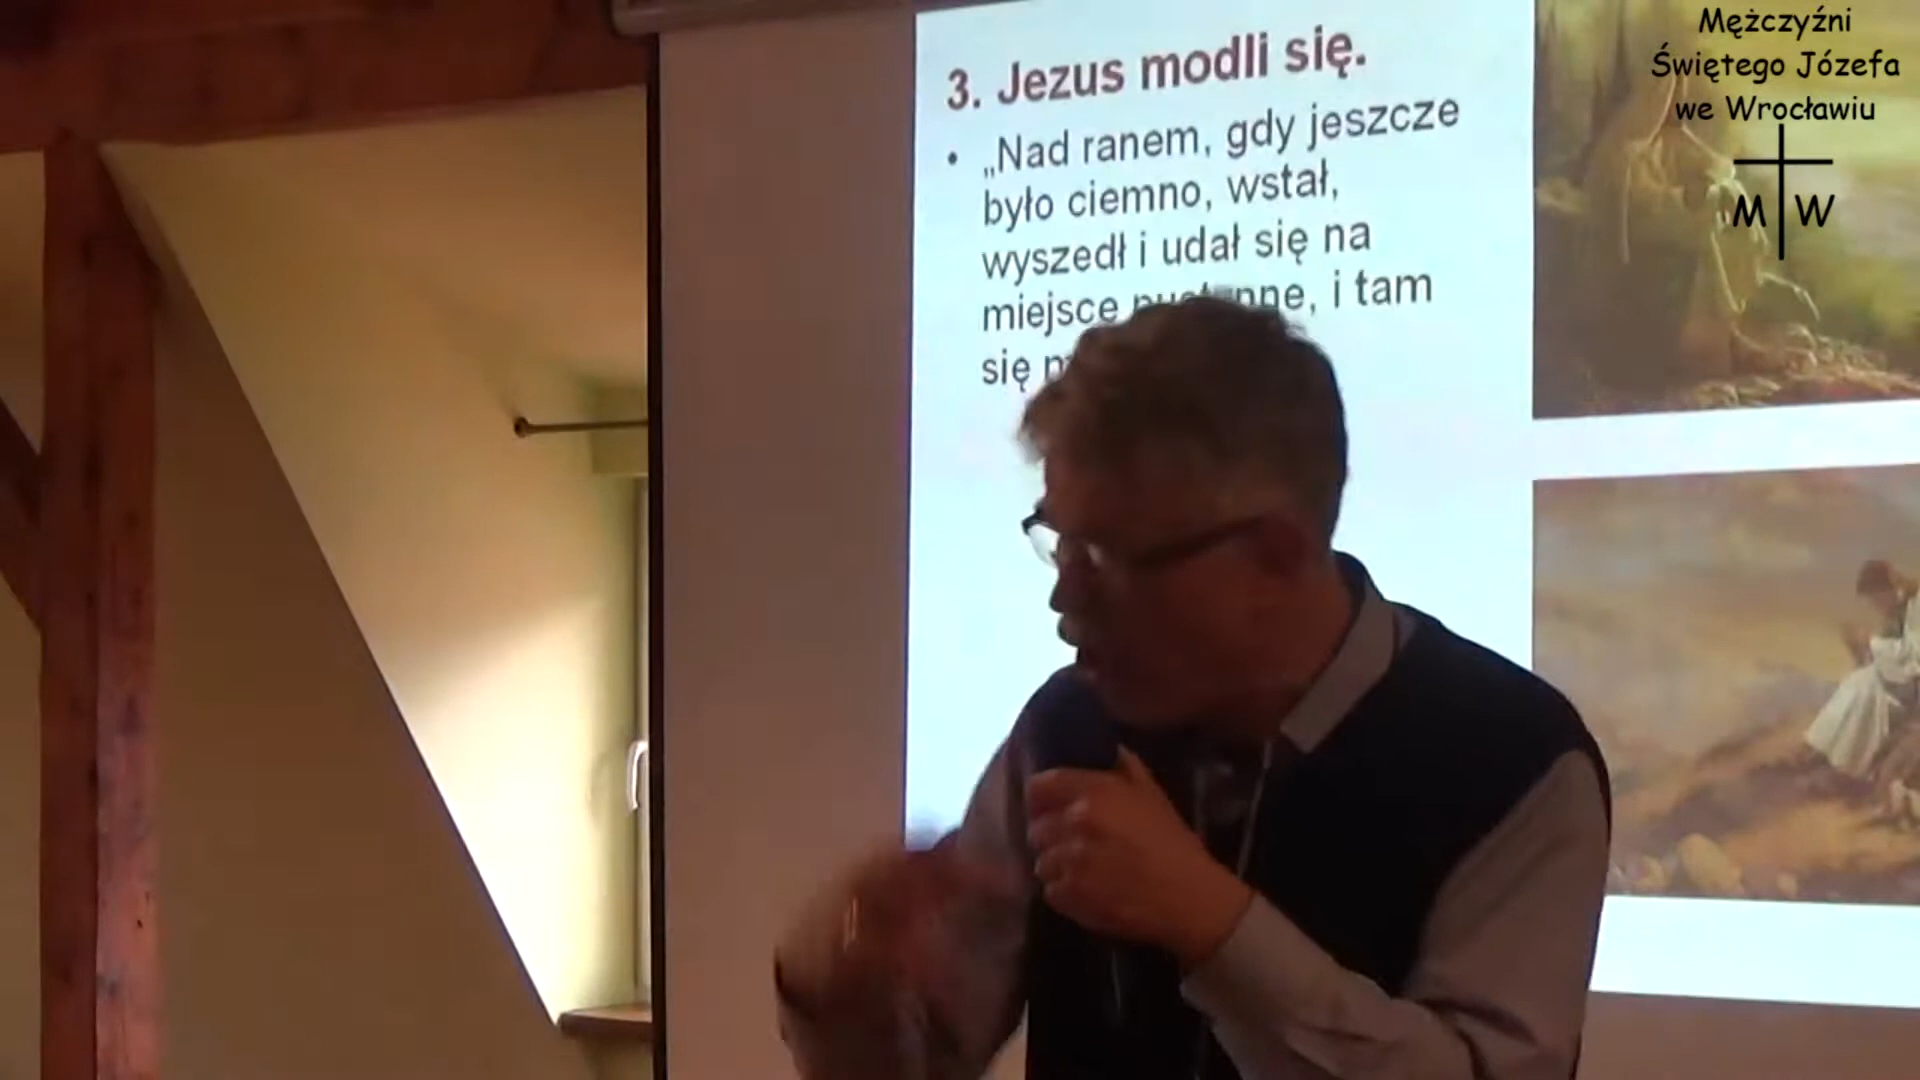 3. Jezus modli się.
• „Nad ranem, gdy jeszcze
było ciemno, wstał,
wyszedł i udał się na
miejsce i tam
się
Mężczyźni
Świętego Józefa
we Wrocławiu
M W